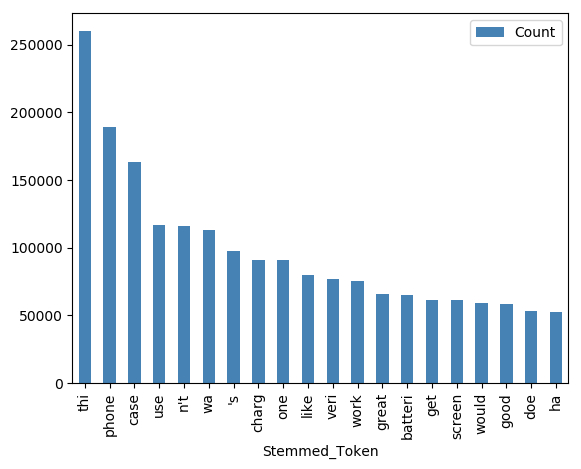 Count
250000
200000
150000
100000
50000
0
thi
phone
case
use
n't
wa
's
charg
one
like
veri
work
great
batteri
get
screen
would
good
doe
ha
Stemmed_Token